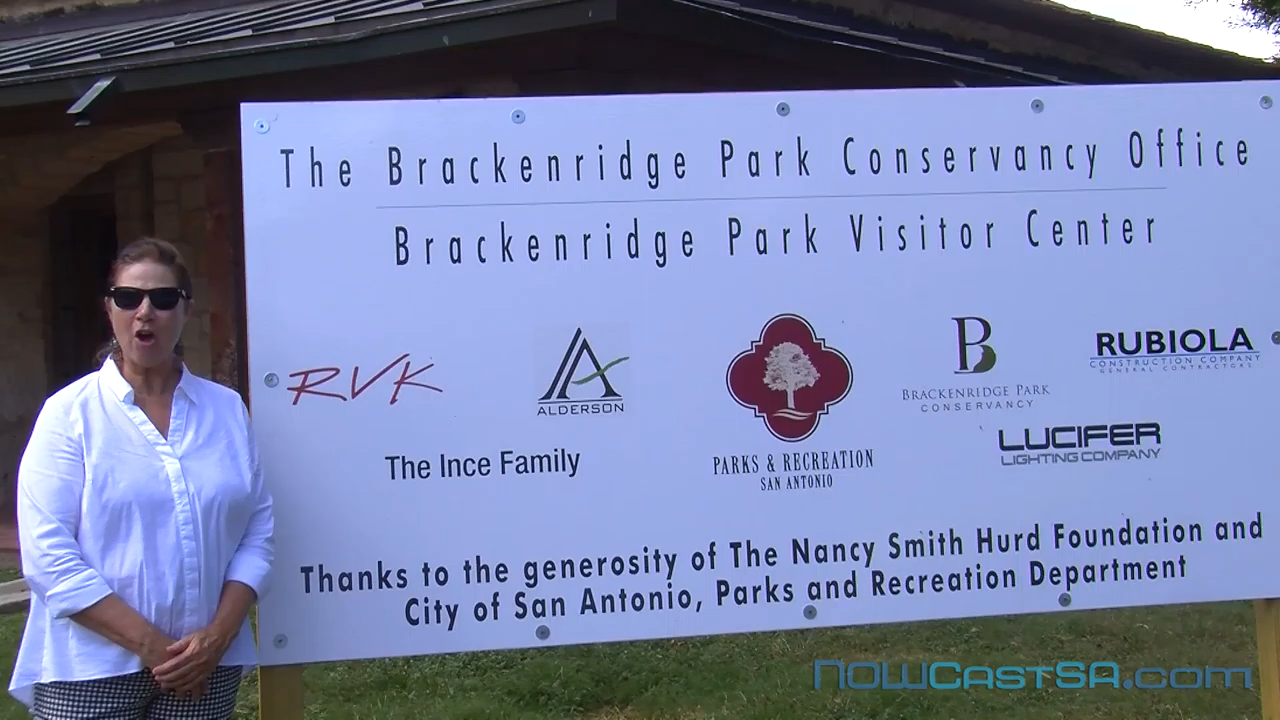 The Brackenridge Park Conservancy Office
Brackenridge Park Visitor Center
RVK
ALDERSON
The Ince Family
PARKS & RECREATION
SAN ANTONIO
B
BRACKENRIDGE PARK
CONSERVANCY
RUBIOLA
CONSTRUCTION COMPANY
GENERAL CONTRACTORS
LUCIFER
LIGHTING COMPANY
Thanks to the generosity of The Nancy Smith Hurd Foundation and
City of San Antonio, Parks and Recreation Department
NOWCASTSA.com